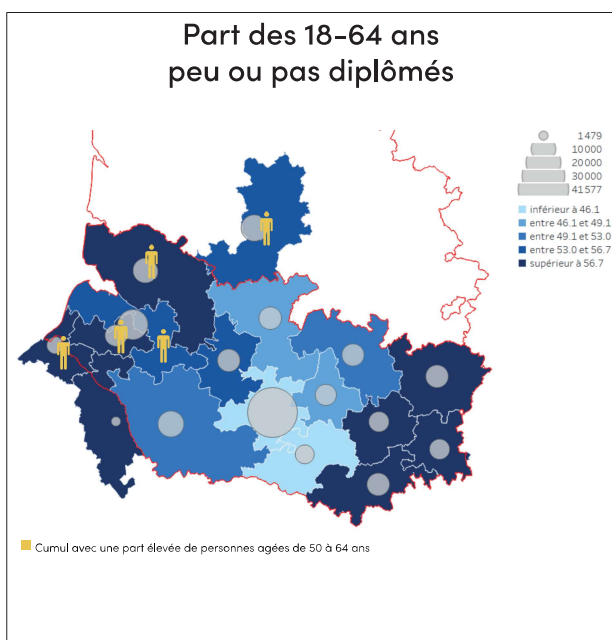 Part des 18-64 ans
peu ou pas diplômés
1 479
10 000
20 000
30 000
41 577
inférieur à 46.1
entre 46.1 et 49.1
entre 49.1 et 53.0
entre 53.0 et 56.7
supérieur à 56.7
Cumul avec une part élevée de personnes agées de 50 à 64 ans